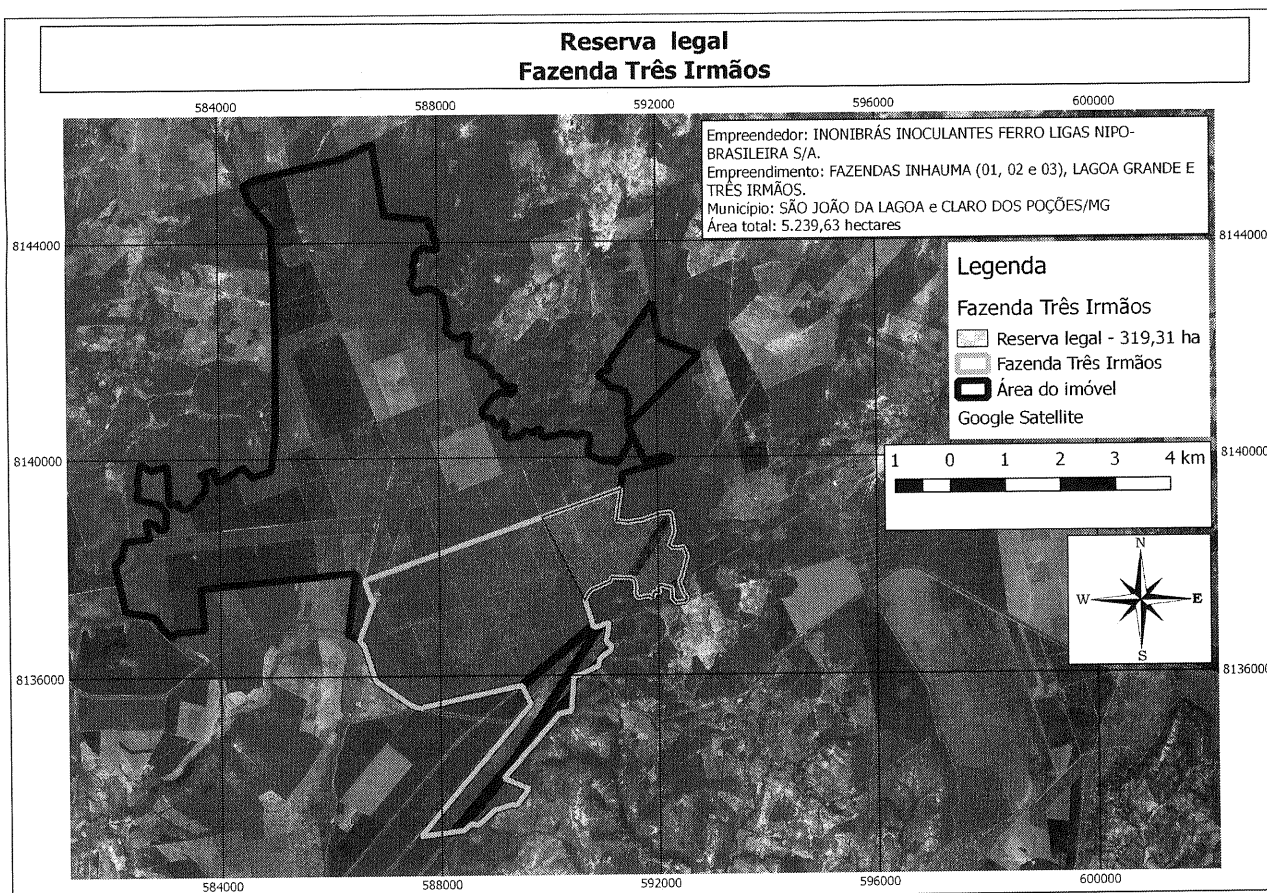 Reserva legal
Fazenda Três Irmãos
584000 588000 592000 596000 600000
Empreendedor: INONIBRÁS INOCULANTES FERRO LIGAS NIPO-
BRASILEIRA S/A.
Empreendimento: FAZENDAS INHAUMA (01, 02 e 03), LAGOA GRANDE E
TRÊS IRMÃOS.
Município: SÃO JOÃO DA LAGOA e CLARO DOS POÇÕES/MG
Área total: 5.239,63 hectares
8144000 8144000
Legenda
Fazenda Três Irmãos
Reserva legal - 319,31 ha
Fazenda Três Irmãos
Área do imóvel
Google Satellite
8140000 8140000
1 0 1 2 3 4 km
N
W E
S
8136000 8136000
584000 588000 592000 596000 600000